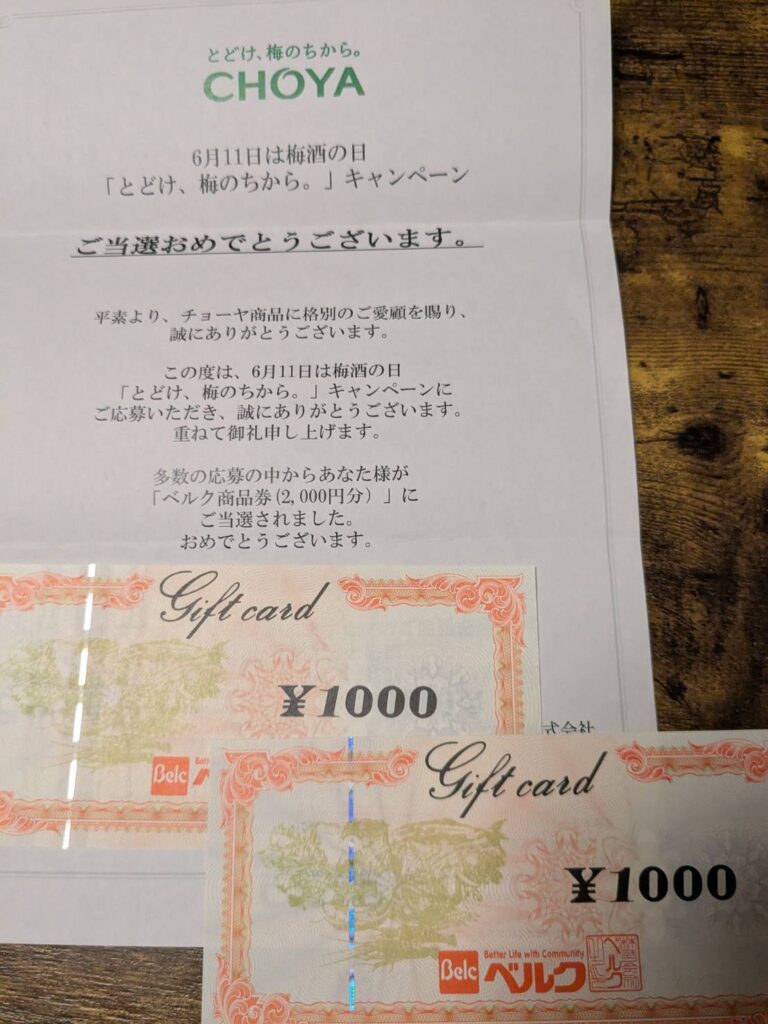 とどけ、梅のちから。
CHOYA
6月11日は梅酒の日
「とどけ、梅のちから。」キャンペーン
ご当選おめでとうございます。
平素より、チョーヤ商品に格別のご愛顧を賜り、
誠にありがとうございます。
この度は、6月11日は梅酒の日
「とどけ、梅のちから。」キャンペーンに
ご応募いただき、誠にありがとうございます。
重ねて御礼申し上げます。
多数の応募の中からあなた様が
「ベルク商品券(2,000円分)」に
ご当選されました。
おめでとうございます。
Gift card
¥1000
式会社
Belc
Gift card
¥1000
Belc
Better Life with Community
ベルク